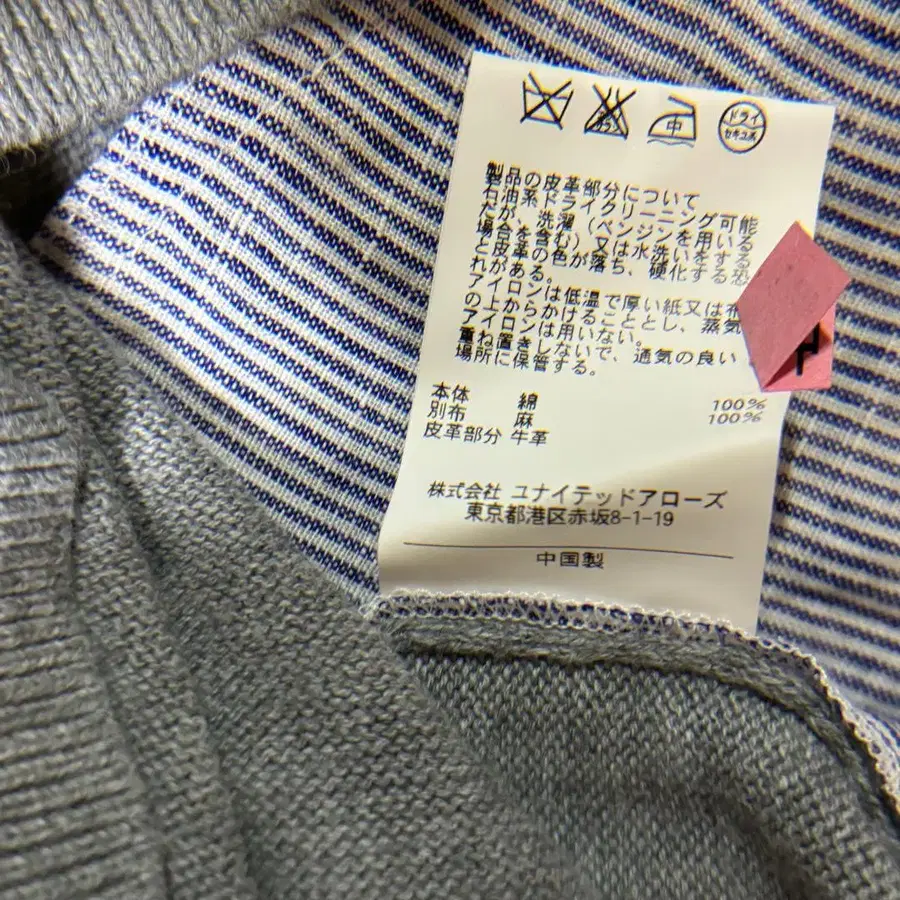 中
ドライ
セキユ系
製品の皮革部分について
石油系ドライクリーニング可能
だが、洗濯（ベンジンを用いる
場合を含む）又は水洗いをする
と皮革の色が落ち、硬化する恐
れがある。
アイロンは低温で厚い紙又は布
の上からかけることとし、蒸気
アイロンは用いない。
重ね置きしないで、通気の良い
場所に保管する。
本体 綿 100%
別布 麻 100%
皮革部分 牛革
株式会社 ユナイテッドアローズ
東京都港区赤坂8-1-19
中国製